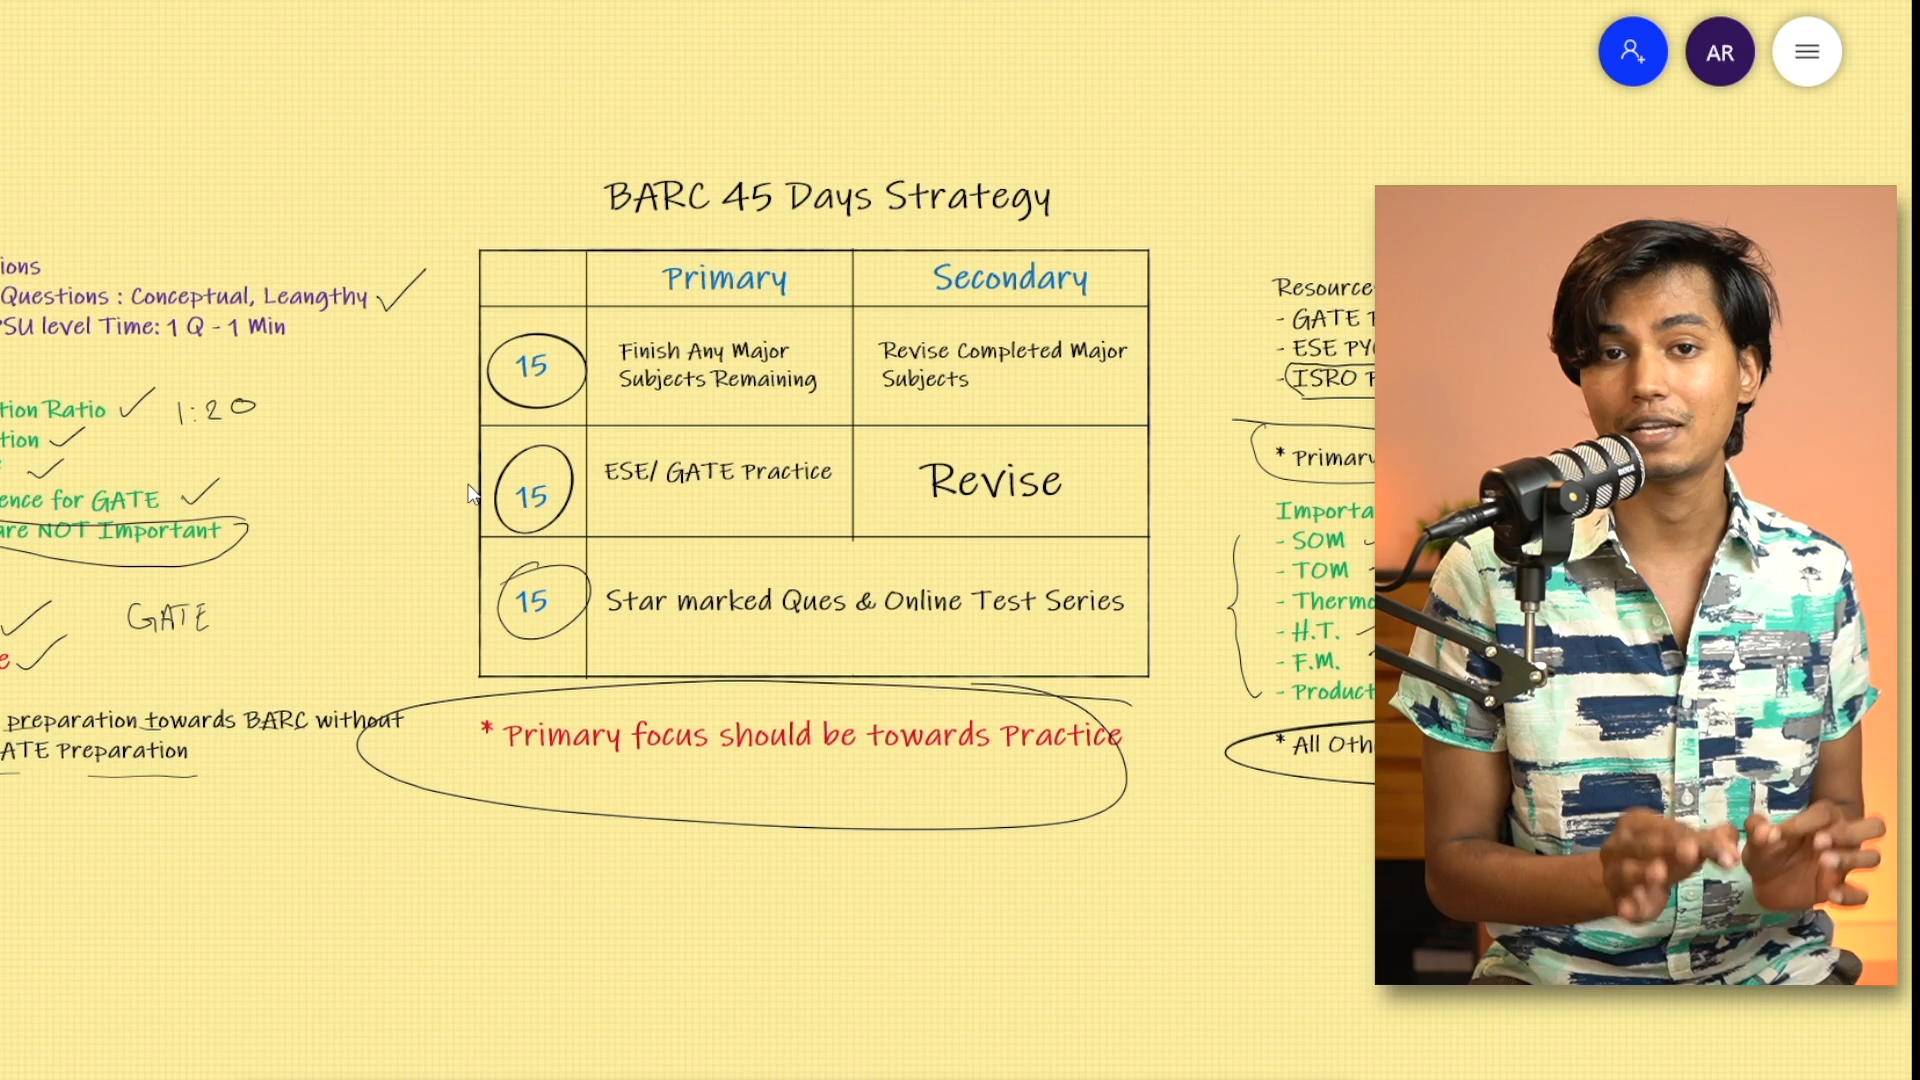 AR
BARC 45 Days Strategy
ions
Questions : Conceptual, Leangthy
PSU level Time: 1 Q - 1 Min
tion Ratio
1:20
tion
ence for GATE
are NOT Important
GATE
preparation towards BARC without
ATE Preparation
Primary Secondary
15 Finish Any Major
Subjects Remaining
Revise Completed Major
Subjects
15 ESE/ GATE Practice Revise
15 Star marked Ques & Online Test Series
* Primary focus should be towards Practice
Resource
- GATE
- ESE PY
- ISRO
* Primary
Importa
- SOM
- TOM
- Thermo
- H.T.
- F.M.
- Product
* All Oth
RODE